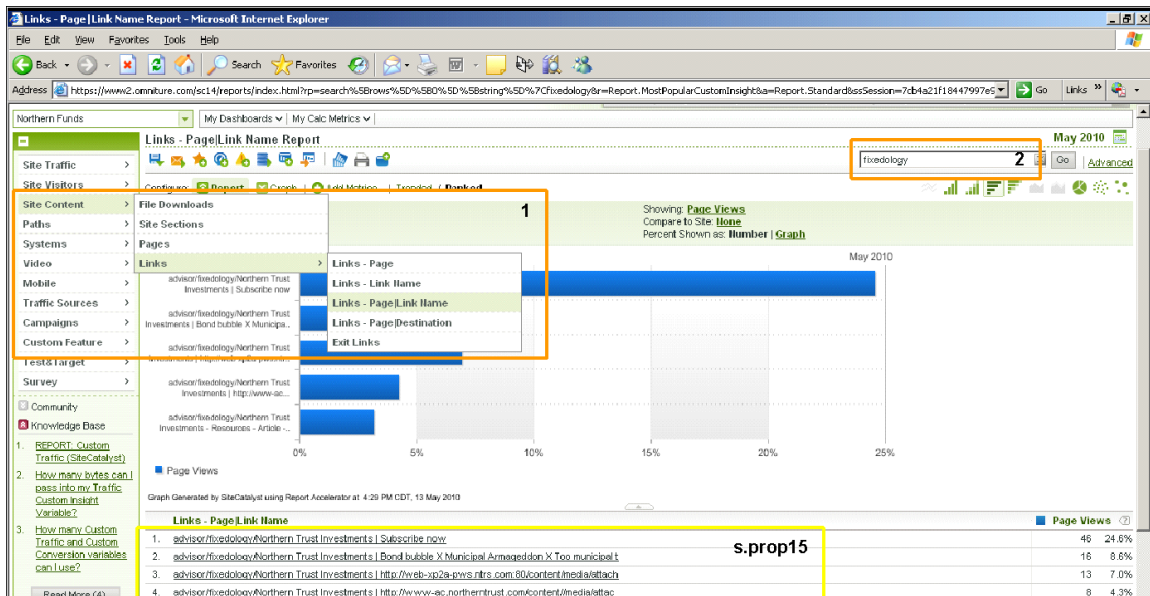 Links - Page|Link Name Report - Microsoft Internet Explorer
File Edit View Favorites Tools Help
Back Search Favorites
Address https://www2.omniture.com/sc14/reports/index.html?rp=search%5Brows%5D%5B0%5D%5Bstring%5D%7Cfixedology&r=Report.MostPopularCustomInsight&a=Report.Standard&ssSession=7cb4a21f18447997e9 Go Links »
Northern Funds My Dashboards My Calc Metrics
Links - Page|Link Name Report May 2010
fixedology 2 Go | Advanced
Site Traffic
Site Visitors
Configure: Report Graph Add Metrics Trended / Ranked
Site Content
Paths
Systems
Video
Mobile
Traffic Sources
Campaigns
Custom Feature
Test&Target
Survey
File Downloads
Site Sections
Pages
Links
1
Links - Page
Links - Link Name
Links - Page|Link Name
Links - Page|Destination
Exit Links
Showing: Page Views
Compare to Site: None
Percent Shown as: Number | Graph
May 2010
advisor/fixedology/Northern Trust
Investments | Subscribe now
advisor/fixedology/Northern Trust
Investments | Bond bubble X Municipa...
advisor/fixedology/Northern Trust
advisor/fixedology/Northern Trust
Investments | http://www-ac...
advisor/fixedology/Northern Trust
Investments - Resources - Article -...
0% 5% 10% 15% 20% 25%
Page Views
Graph Generated by SiteCatalyst using Report Accelerator at 4:29 PM CDT, 13 May 2010
Community
Knowledge Base
1. REPORT: Custom
Traffic (SiteCatalyst)
2. How many bytes can I
pass into my Traffic
Custom Insight
Variable?
3. How many Custom
Traffic and Custom
Conversion variables
can I use?
Read More (4)
Links - Page|Link Name Page Views
s.prop15
1. advisor/fixedology/Northern Trust Investments | Subscribe now 46 24.6%
2. advisor/fixedology/Northern Trust Investments | Bond bubble X Municipal Armageddon X Too municipal t 16 8.6%
3. advisor/fixedology/Northern Trust Investments | http://web-xp2a-pws.ntrs.com:80/content/media/attach 13 7.0%
4. advisor/fixedology/Northern Trust Investments | http://www-ac.northerntrust.com/content//media/attac 8 4.3%